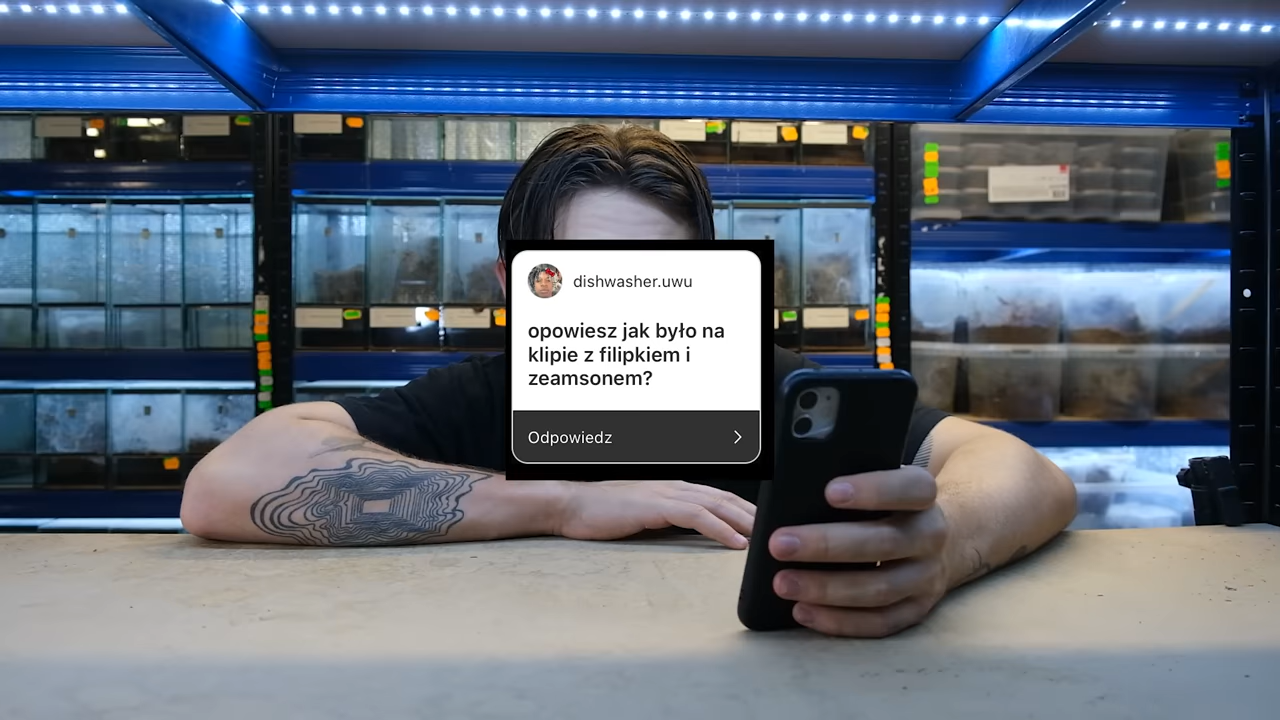 dishwasher.uwu
opowiesz jak było na
klipie z filipkiem i
zeamsonem?
Odpowiedz